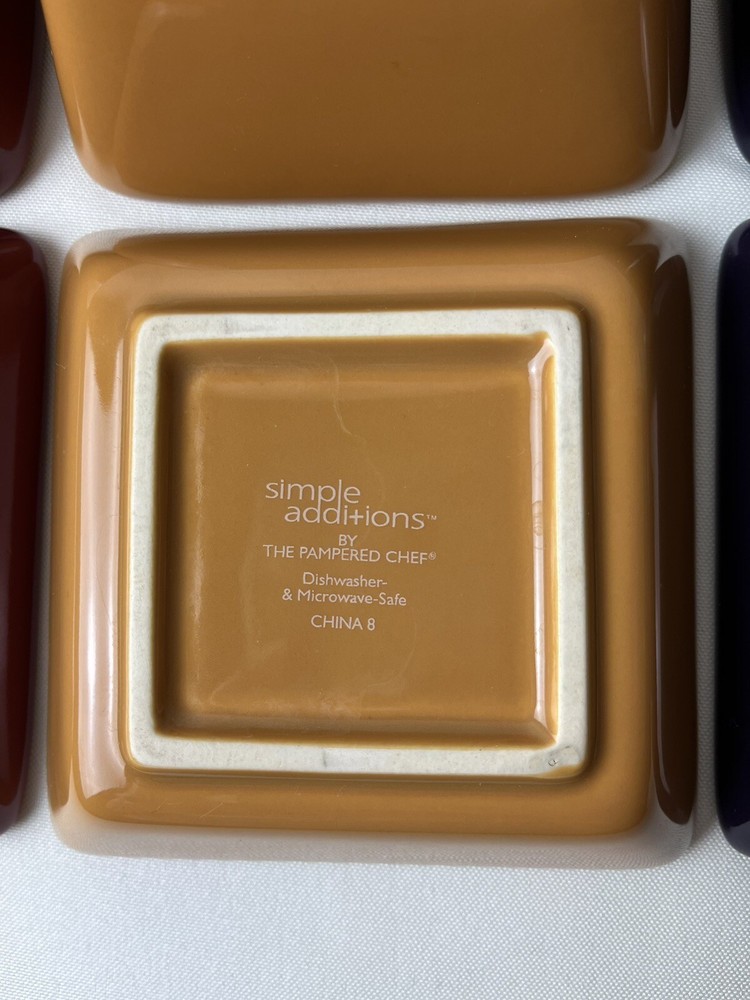 simple
additions™
BY
THE PAMPERED CHEF®
Dishwasher-
& Microwave-Safe
CHINA 8